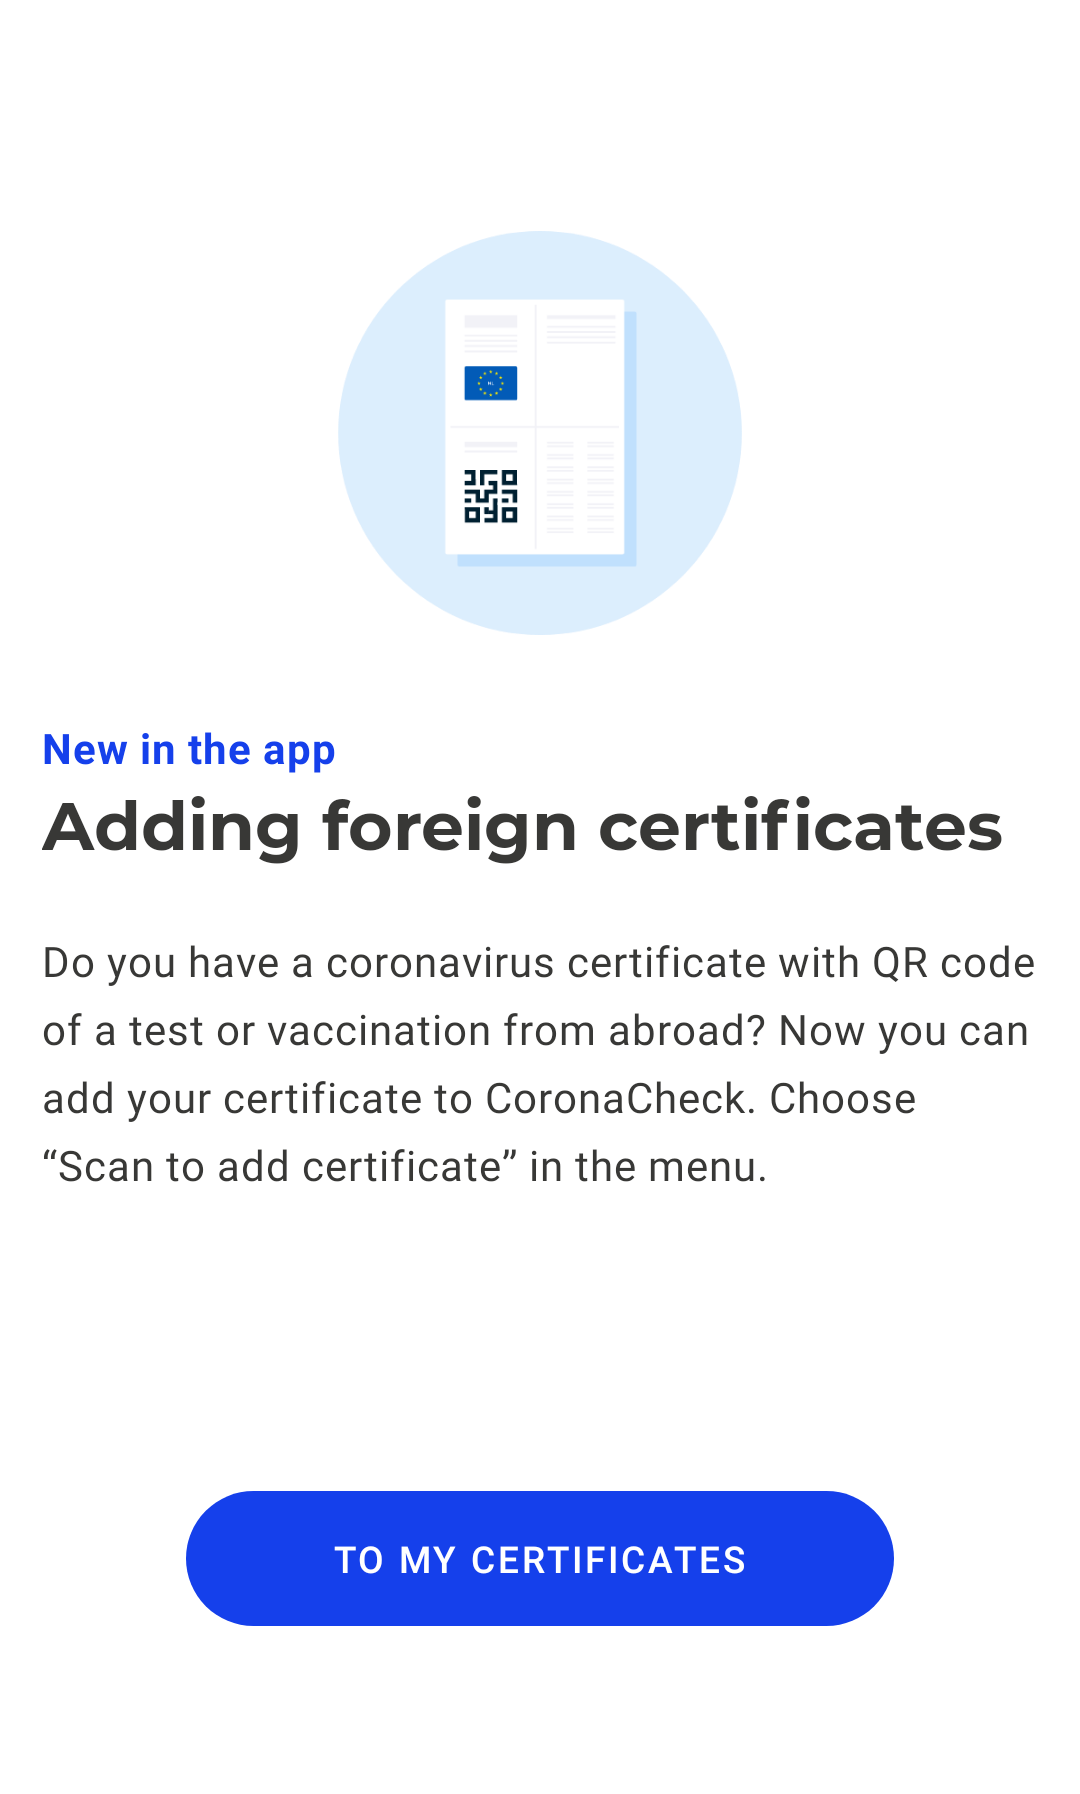 New in the app
Adding foreign certificates
Do you have a coronavirus certificate with QR code
of a test or vaccination from abroad? Now you can
add your certificate to CoronaCheck. Choose
“Scan to add certificate” in the menu.
TO MY CERTIFICATES